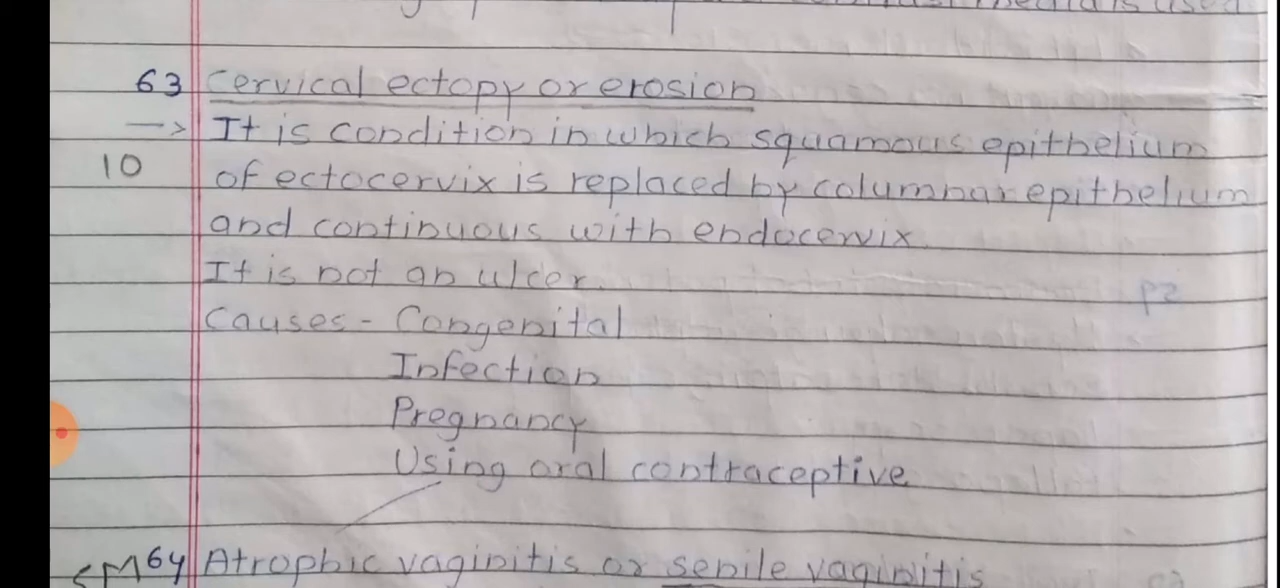 is used
63 Cervical ectopy or erosion
→ It is condition in which squamous epithelium
10 of ectocervix is replaced by columnar epithelium
and continuous with endocervix
It is not an ulcer.
Causes - Congenital
Infection
Pregnancy
Using oral contraceptive
64 Atrophic vaginitis or senile vaginitis